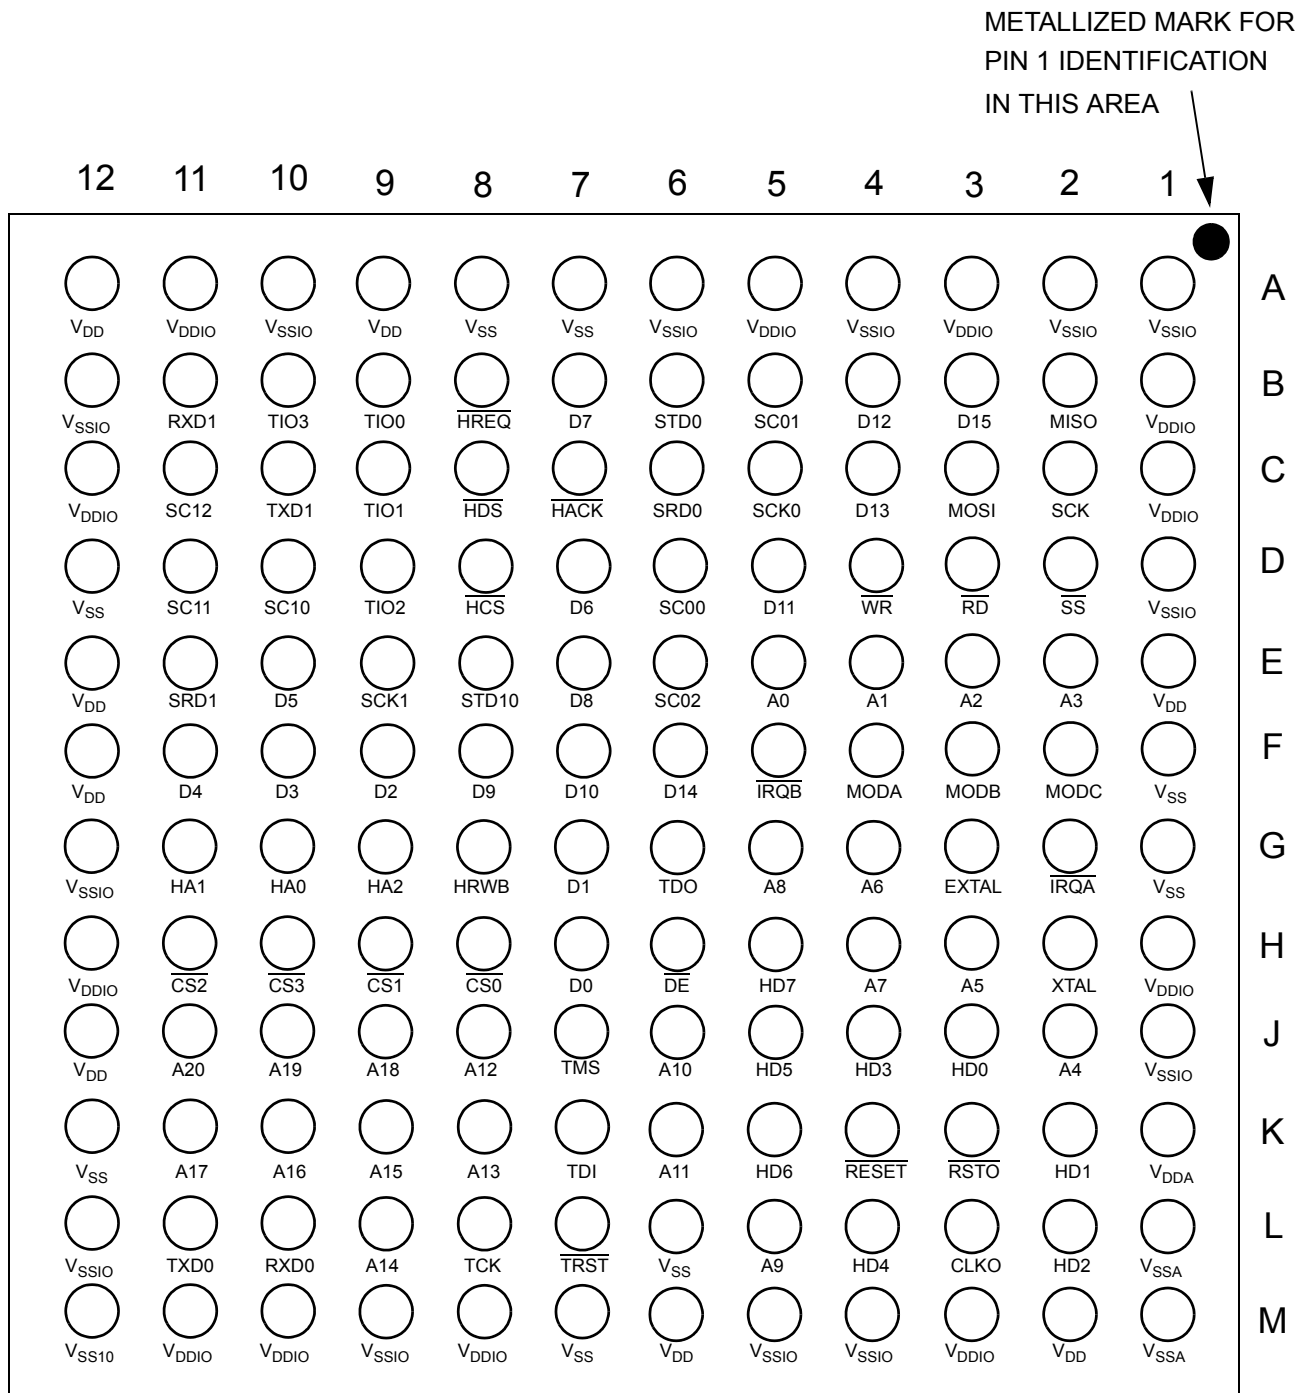 METALLIZED MARK FOR
PIN 1 IDENTIFICATION
IN THIS AREA
12 11 10 9 8 7 6 5 4 3 2 1
A
VDD VDDIO VSSIO VDD VSS VSS VSSIO VDDIO VSSIO VDDIO VSSIO VSSIO
B
VSSIO RXD1 TIO3 TIO0 HREQ D7 STD0 SC01 D12 D15 MISO VDDIO
C
VDDIO SC12 TXD1 TIO1 HDS HACK SRD0 SCK0 D13 MOSI SCK VDDIO
D
VSS SC11 SC10 TIO2 HCS D6 SC00 D11 WR RD SS VSSIO
E
VDD SRD1 D5 SCK1 STD10 D8 SC02 A0 A1 A2 A3 VDD
F
VDD D4 D3 D2 D9 D10 D14 IRQB MODA MODB MODC VSS
G
VSSIO HA1 HA0 HA2 HRWB D1 TDO A8 A6 EXTAL IRQA VSS
H
VDDIO CS2 CS3 CS1 CS0 D0 DE HD7 A7 A5 XTAL VDDIO
J
VDD A20 A19 A18 A12 TMS A10 HD5 HD3 HD0 A4 VSSIO
K
VSS A17 A16 A15 A13 TDI A11 HD6 RESET RSTO HD1 VDDA
L
VSSIO TXD0 RXD0 A14 TCK TRST VSS A9 HD4 CLKO HD2 VSSA
M
VSS10 VDDIO VDDIO VSSIO VDDIO VSS VDD VSSIO VSSIO VDDIO VDD VSSA